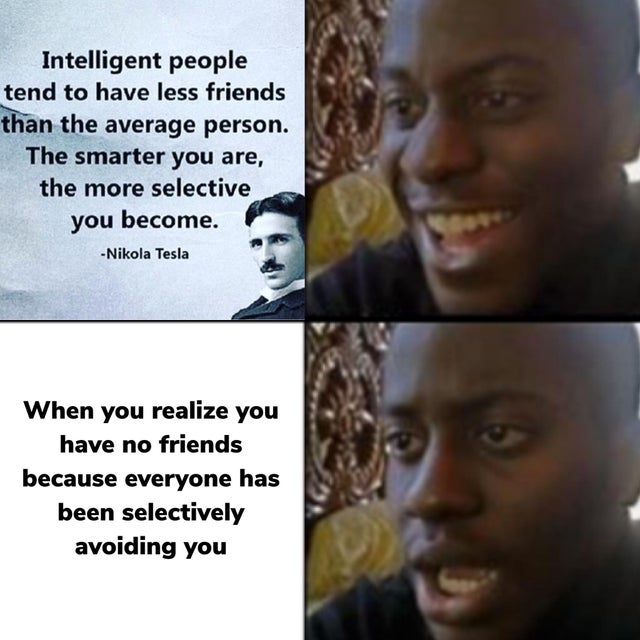 Intelligent people
tend to have less friends
than the average person.
The smarter you are,
the more selective
you become.
-Nikola Tesla
When you realize you
have no friends
because everyone has
been selectively
avoiding you